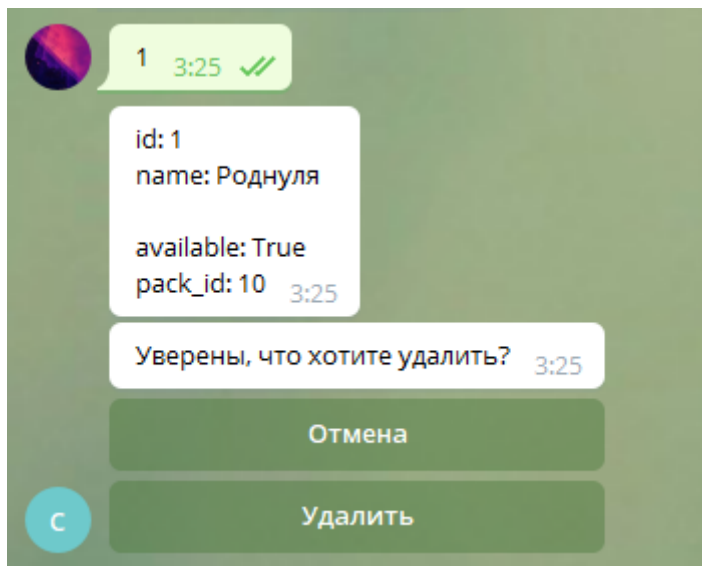 1 3:25
id: 1
name: Роднуля
available: True
pack_id: 10 3:25
Уверены, что хотите удалить? 3:25
Отмена
С
Удалить